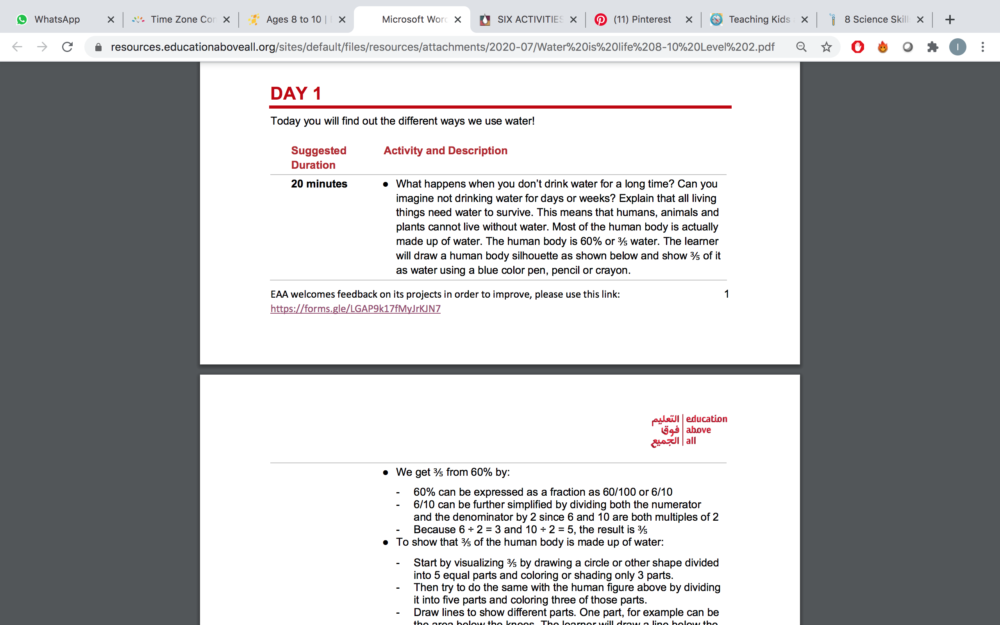 WhatsApp
Time Zone Con
Ages 8 to 10 |
Microsoft Word
SIX ACTIVITIES
(11) Pinterest
Teaching Kids
8 Science Skill
resources.educationaboveall.org/sites/default/files/resources/attachments/2020-07/Water%20is%20life%208-10%20Level%202.pdf
I
DAY 1
Today you will find out the different ways we use water!
Suggested Duration
Activity and Description
20 minutes
● What happens when you don’t drink water for a long time? Can you
imagine not drinking water for days or weeks? Explain that all living
things need water to survive. This means that humans, animals and
plants cannot live without water. Most of the human body is actually
made up of water. The human body is 60% or ⅗ water. The learner
will draw a human body silhouette as shown below and show ⅗ of it
as water using a blue color pen, pencil or crayon.
EAA welcomes feedback on its projects in order to improve, please use this link:
1
https://forms.gle/LGAP9k17fMyJrKJN7
التعليم education
فوق above
الجميع all
● We get ⅗ from 60% by:
- 60% can be expressed as a fraction as 60/100 or 6/10
- 6/10 can be further simplified by dividing both the numerator
and the denominator by 2 since 6 and 10 are both multiples of 2
- Because 6 ÷ 2 = 3 and 10 ÷ 2 = 5, the result is ⅗
● To show that ⅗ of the human body is made up of water:
- Start by visualizing ⅗ by drawing a circle or other shape divided
into 5 equal parts and coloring or shading only 3 parts.
- Then try to do the same with the human figure above by dividing
it into five parts and coloring three of those parts.
- Draw lines to show different parts. One part, for example can be
the area below the knees. The learner will draw a line below the